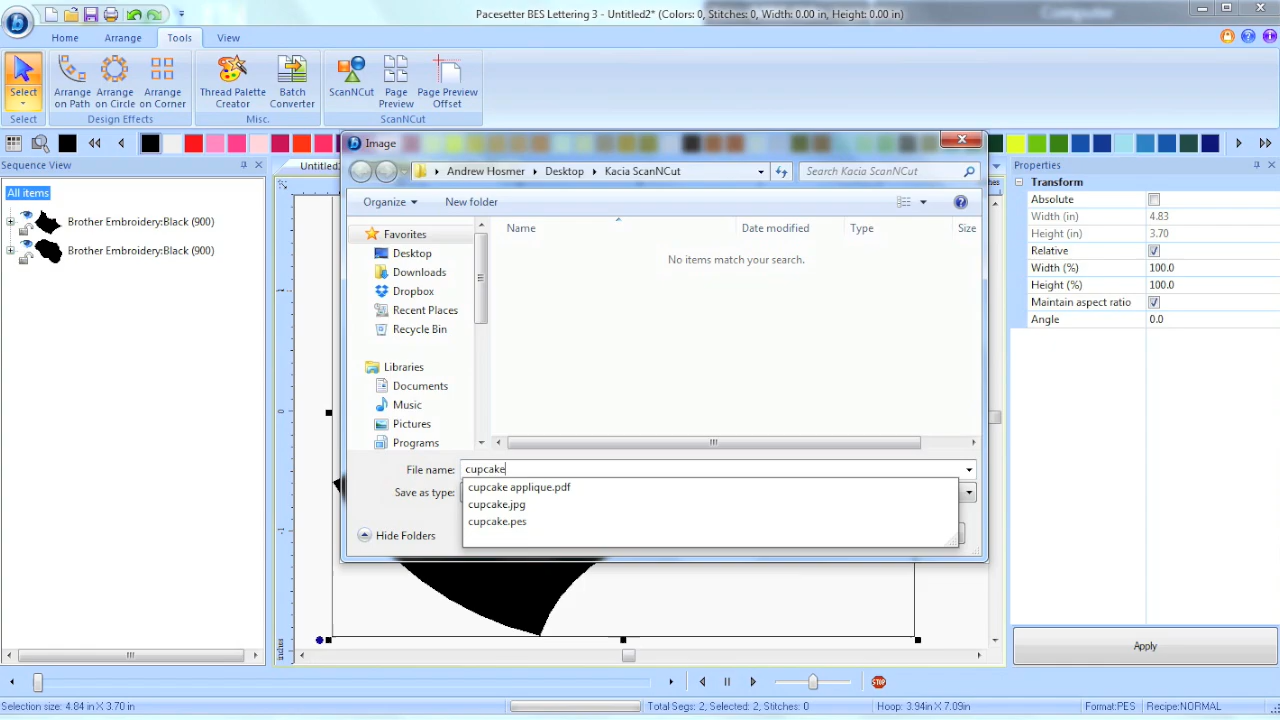 Pacesetter BES Lettering 3 - Untitled2* (Colors: 0, Stitches: 0, Width: 0.00 in, Height: 0.00 in)
Home Arrange Tools View
Select
Arrange on Path
Arrange on Circle
Arrange on Corner
Thread Palette Creator
Batch Converter
ScanNCut
Page Preview
Page Preview Offset
Select Design Effects Misc. ScanNCut
Sequence View
All items
Brother Embroidery:Black (900)
Brother Embroidery:Black (900)
Untitled
Image
Andrew Hosmer Desktop Kacia ScanNCut
Search Kacia ScanNCut
Organize New folder
Favorites
Desktop
Downloads
Dropbox
Recent Places
Recycle Bin
Libraries
Documents
Music
Pictures
Programs
Name Date modified Type Size
No items match your search.
File name: cupcake
Save as type:
cupcake applique.pdf
cupcake.jpg
cupcake.pes
Hide Folders
Properties
Transform
Absolute
Width (in) 4.83
Height (in) 3.70
Relative
Width (%) 100.0
Height (%) 100.0
Maintain aspect ratio
Angle 0.0
Apply
0
-1
inches
STOP
Selection size: 4.84 in X 3.70 in
Total Segs: 2, Selected: 2, Stitches: 0
Hoop: 3.94in X 7.09in
Format:PES
Recipe:NORMAL